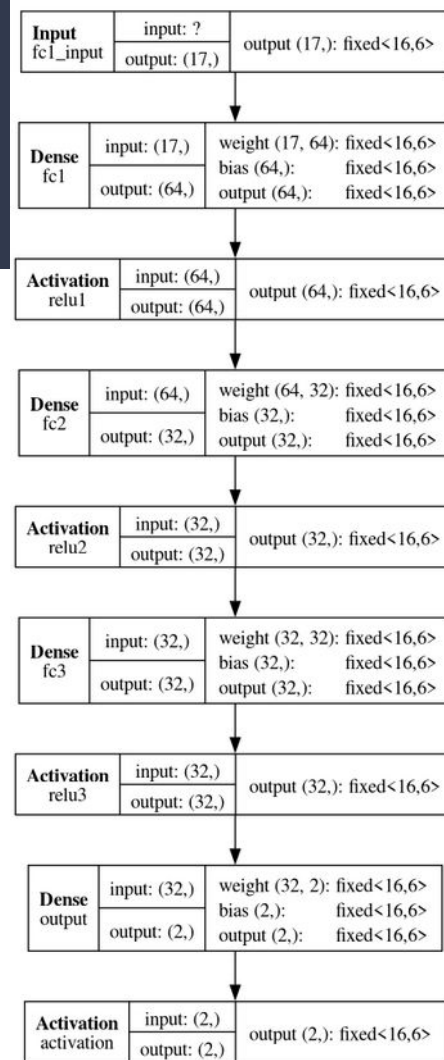 Input
fc1_input
input: ?
output: (17,)
output (17,): fixed<16,6>
Dense
fc1
input: (17,)
output: (64,)
weight (17, 64): fixed<16,6>
bias (64,): fixed<16,6>
output (64,): fixed<16,6>
Activation
relu1
input: (64,)
output: (64,)
output (64,): fixed<16,6>
Dense
fc2
input: (64,)
output: (32,)
weight (64, 32): fixed<16,6>
bias (32,): fixed<16,6>
output (32,): fixed<16,6>
Activation
relu2
input: (32,)
output: (32,)
output (32,): fixed<16,6>
Dense
fc3
input: (32,)
output: (32,)
weight (32, 32): fixed<16,6>
bias (32,): fixed<16,6>
output (32,): fixed<16,6>
Activation
relu3
input: (32,)
output: (32,)
output (32,): fixed<16,6>
Dense
output
input: (32,)
output: (2,)
weight (32, 2): fixed<16,6>
bias (2,): fixed<16,6>
output (2,): fixed<16,6>
Activation
activation
input: (2,)
output: (2,)
output (2,): fixed<16,6>